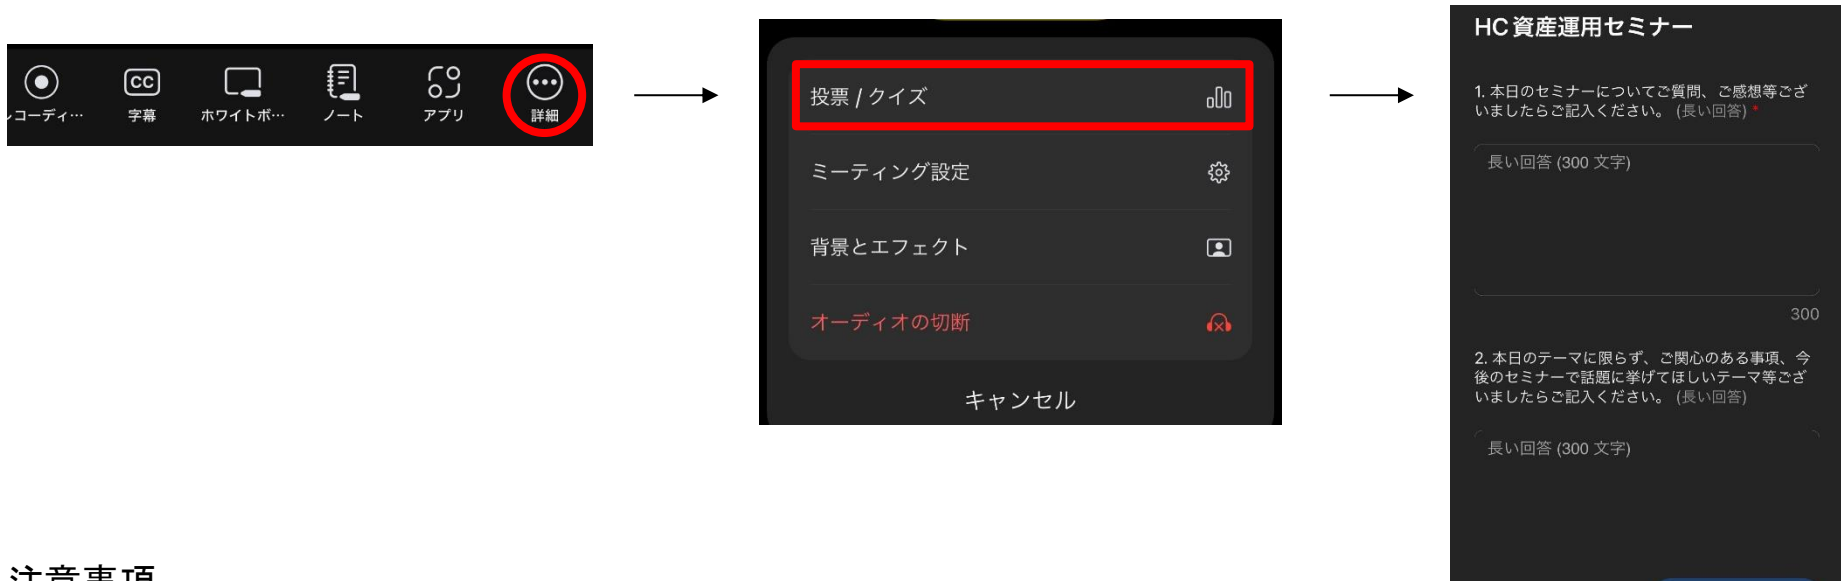 レコーディ…
字幕
ホワイトボ…
ノート
アプリ
詳細
投票 / クイズ
ミーティング設定
背景とエフェクト
オーディオの切断
キャンセル
HC資産運用セミナー
1. 本日のセミナーについてご質問、ご感想等ござ
いましたらご記入ください。 (長い回答) *
長い回答 (300 文字)
300
2. 本日のテーマに限らず、ご関心のある事項、今
後のセミナーで話題に挙げてほしいテーマ等ござ
いましたらご記入ください。 (長い回答)
長い回答 (300 文字)
注意事項